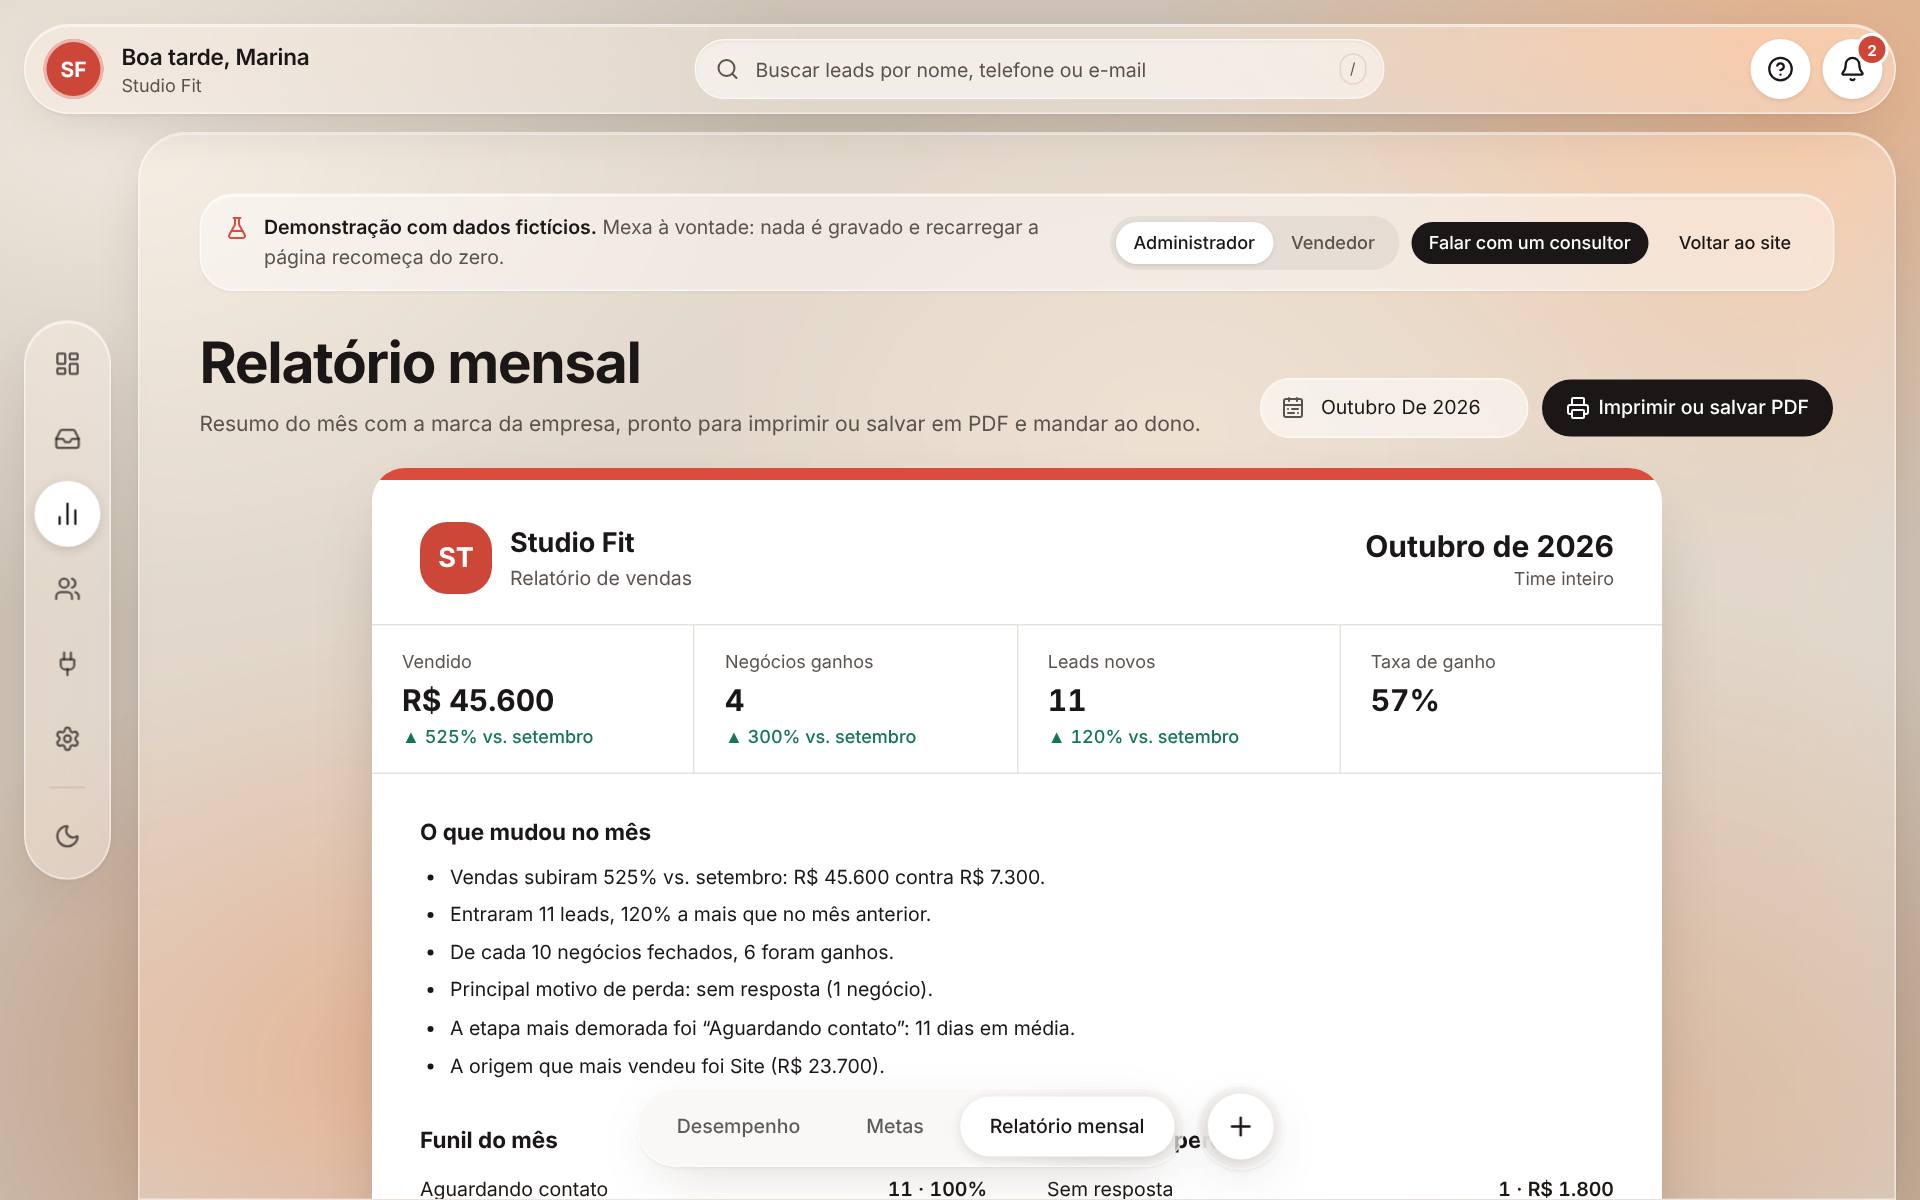 SF
Boa tarde, Marina
Studio Fit
Buscar leads por nome, telefone ou e-mail
/
2
Demonstração com dados fictícios. Mexa à vontade: nada é gravado e recarregar a
página recomeça do zero.
Administrador
Vendedor
Falar com um consultor
Voltar ao site
Relatório mensal
Resumo do mês com a marca da empresa, pronto para imprimir ou salvar em PDF e mandar ao dono.
Outubro De 2026
Imprimir ou salvar PDF
ST
Studio Fit
Relatório de vendas
Outubro de 2026
Time inteiro
Vendido
R$ 45.600
▲ 525% vs. setembro
Negócios ganhos
4
▲ 300% vs. setembro
Leads novos
11
▲ 120% vs. setembro
Taxa de ganho
57%
O que mudou no mês
• Vendas subiram 525% vs. setembro: R$ 45.600 contra R$ 7.300.
• Entraram 11 leads, 120% a mais que no mês anterior.
• De cada 10 negócios fechados, 6 foram ganhos.
• Principal motivo de perda: sem resposta (1 negócio).
• A etapa mais demorada foi “Aguardando contato”: 11 dias em média.
• A origem que mais vendeu foi Site (R$ 23.700).
Desempenho
Metas
Relatório mensal
Funil do mês
Aguardando contato
11 · 100%
Sem resposta
1 · R$ 1.800